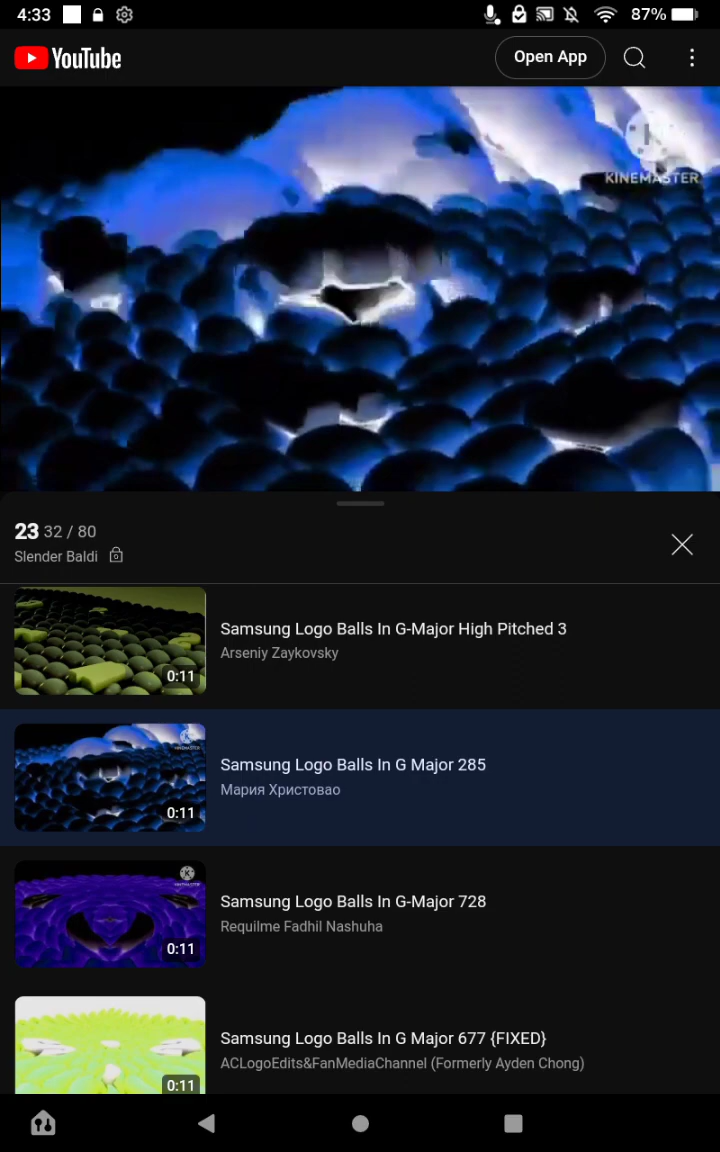 4:33
87%
YouTube
Open App
KINEMASTER
23 32 / 80
Slender Baldi
Samsung Logo Balls In G-Major High Pitched 3
Arseniy Zaykovsky
0:11
Samsung Logo Balls In G Major 285
Мария Христовао
0:11
Samsung Logo Balls In G-Major 728
Requilme Fadhil Nashuha
0:11
Samsung Logo Balls In G Major 677 {FIXED}
ACLogoEdits&FanMediaChannel (Formerly Ayden Chong)
0:11